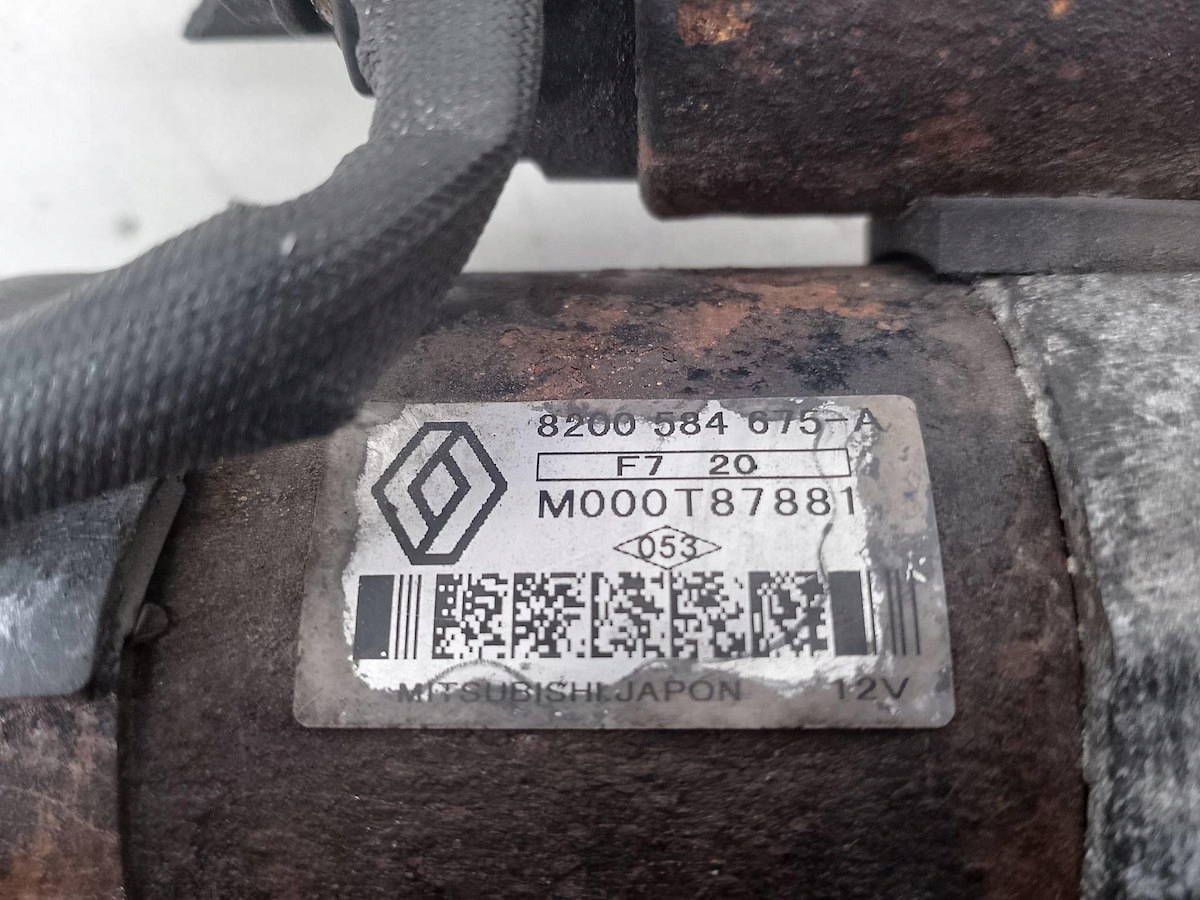 8200 584 675-A
F7 20
M000T87881
053
MITSUBISHI.JAPON 12V